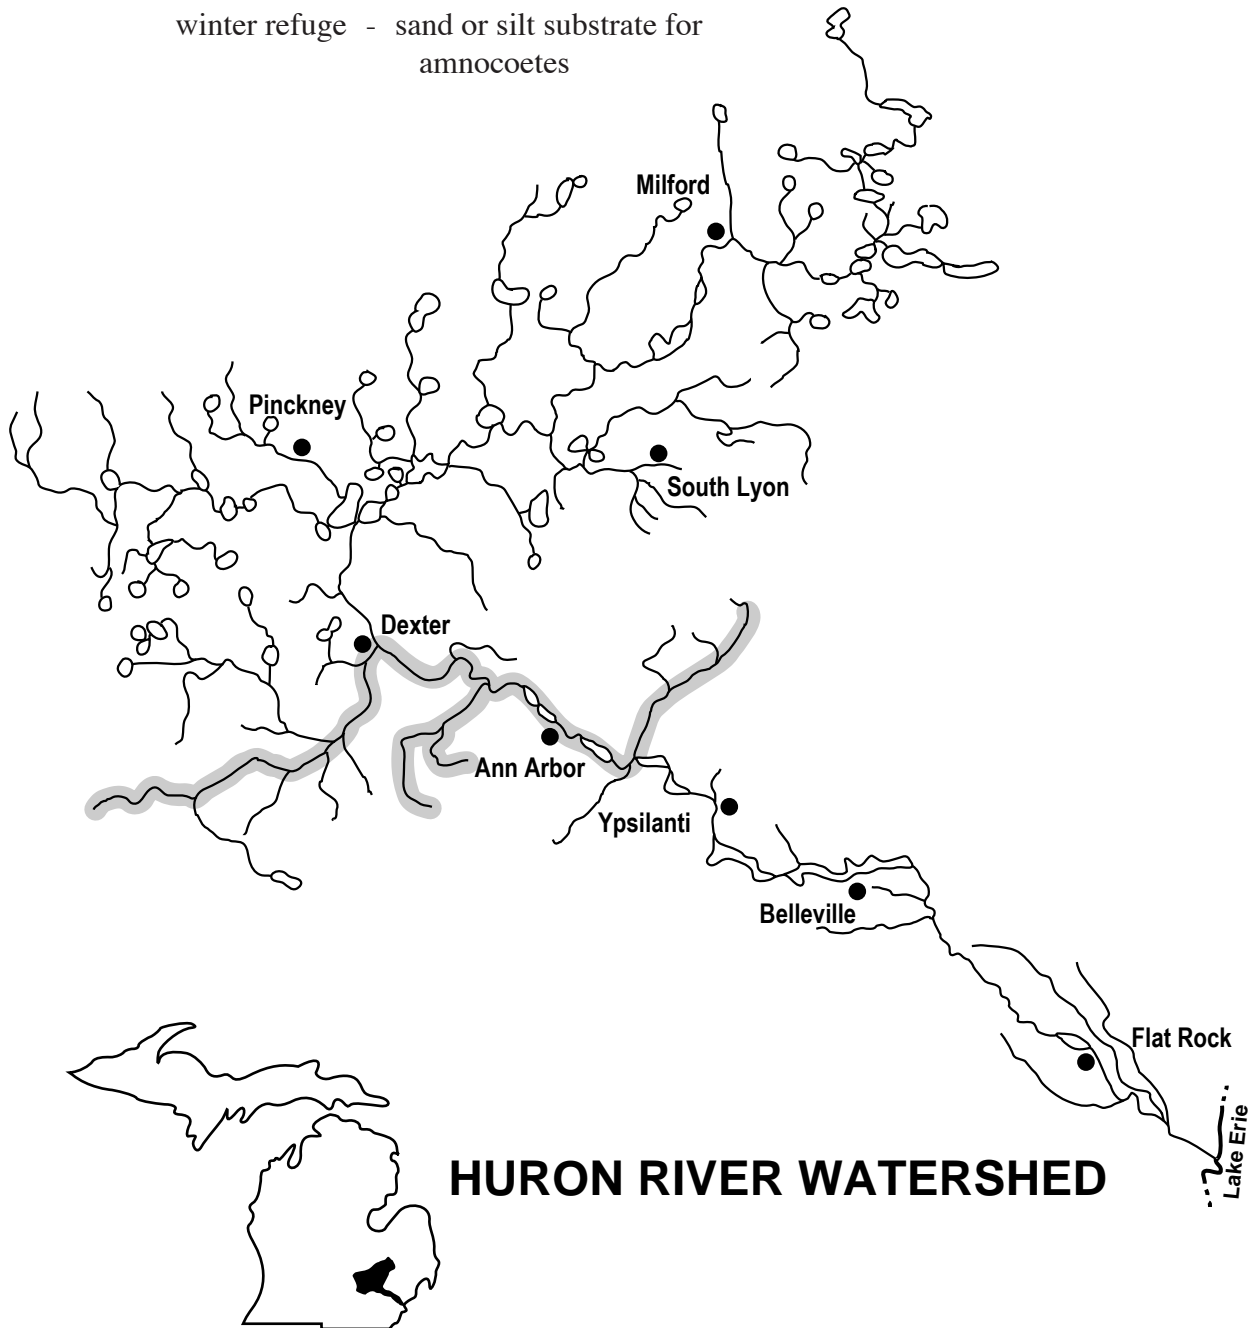 winter refuge - sand or silt substrate for
amnocoetes
Milford
Pinckney
South Lyon
Dexter
Ann Arbor
Ypsilanti
Belleville
Flat Rock
Lake Erie
HURON RIVER WATERSHED